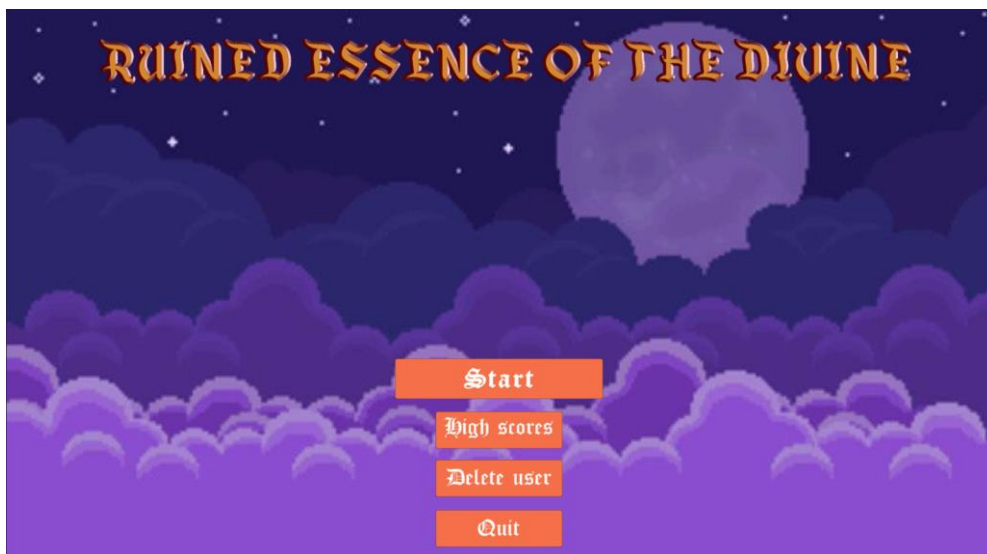 RUINED ESSENCE OF THE DIVINE
Start
High scores
Delete user
Quit